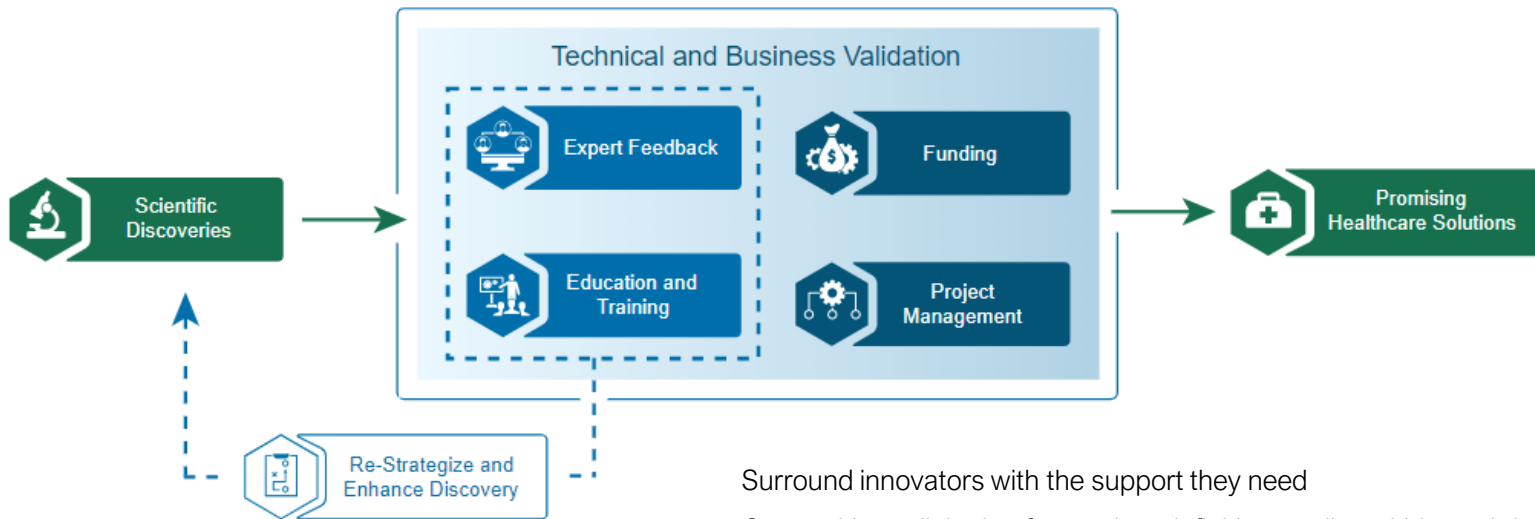 Technical and Business Validation
Expert Feedback
Funding
Scientific
Discoveries
Promising
Healthcare Solutions
Education and
Training
Project
Management
Re-Strategize and
Enhance Discovery
Surround innovators with the support they need